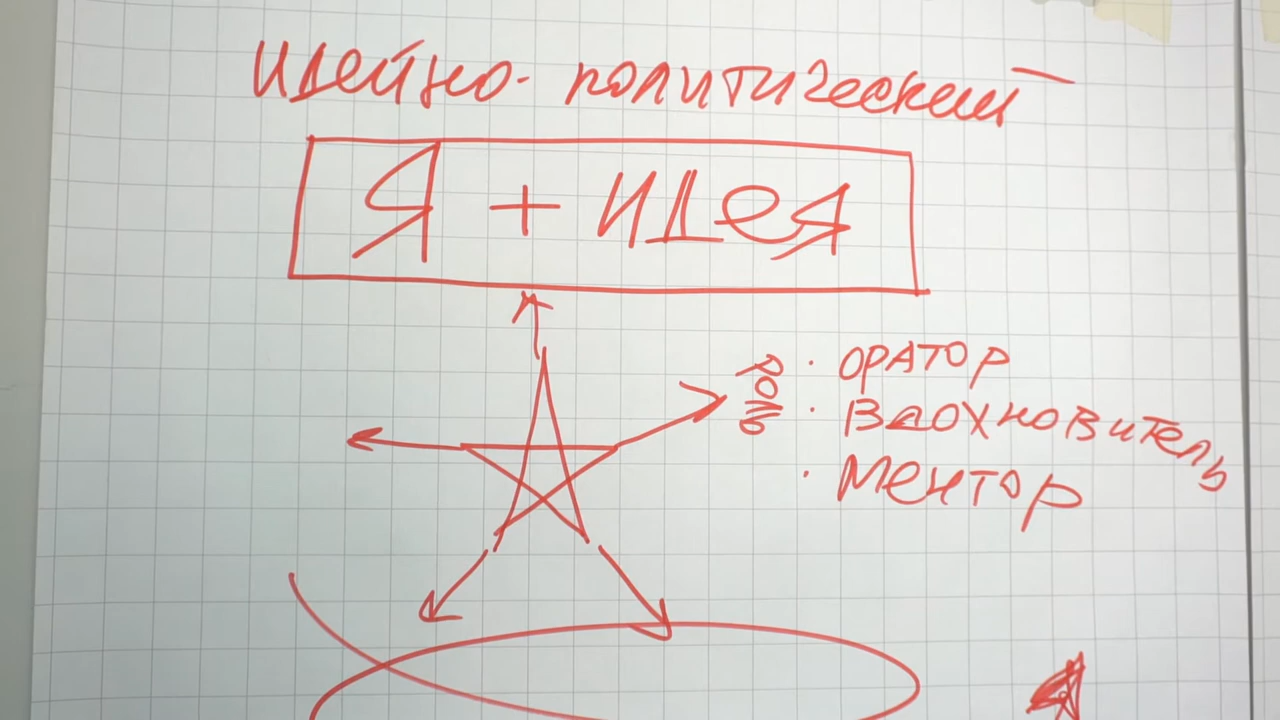 Идейно-политический
Я + идея
роль
· оратор
· Вдохновитель
· Ментор